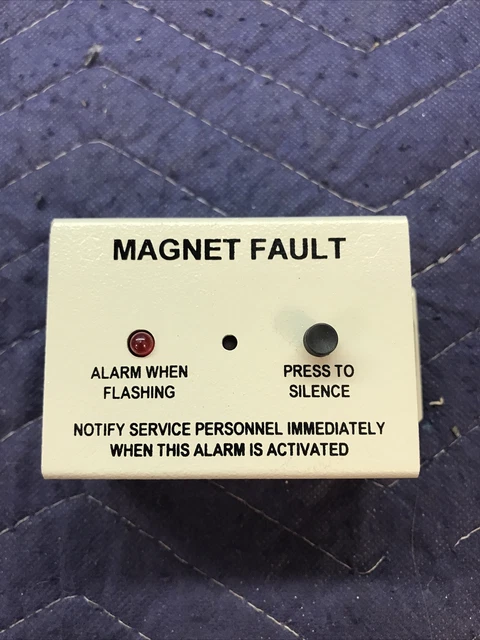 MAGNET FAULT
ALARM WHEN
FLASHING
PRESS TO
SILENCE
NOTIFY SERVICE PERSONNEL IMMEDIATELY
WHEN THIS ALARM IS ACTIVATED